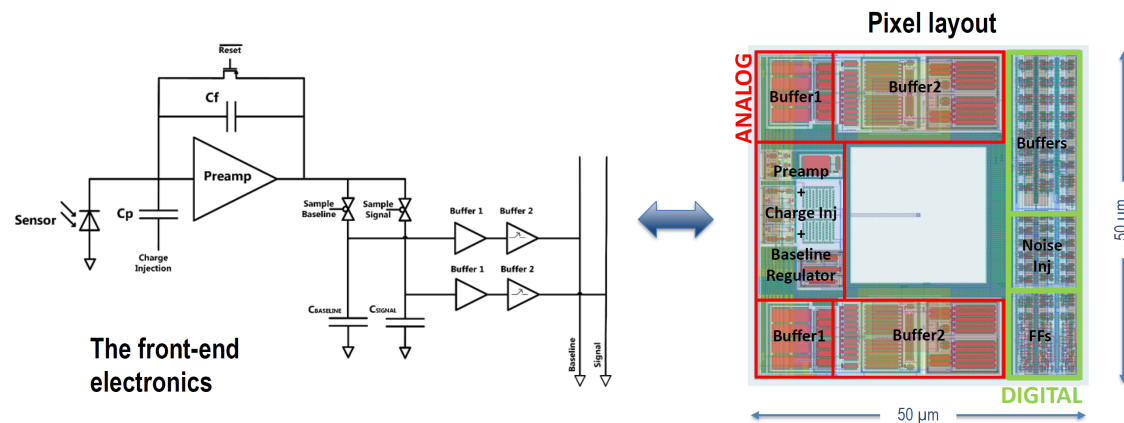 Pixel layout
Reset
Cf
Preamp
Sensor
Cp
Charge
Injection
Sample
Baseline
Sample
Signal
Buffer 1
Buffer 2
Buffer 1
Buffer 2
CBASELINE
CSIGNAL
Baseline
Signal
The front-end
electronics
ANALOG
Buffer1
Buffer2
Buffers
Preamp
+
Charge Inj
+
Baseline
Regulator
Noise
Inj
Buffer1
Buffer2
FFs
DIGITAL
50 µm
50 µm